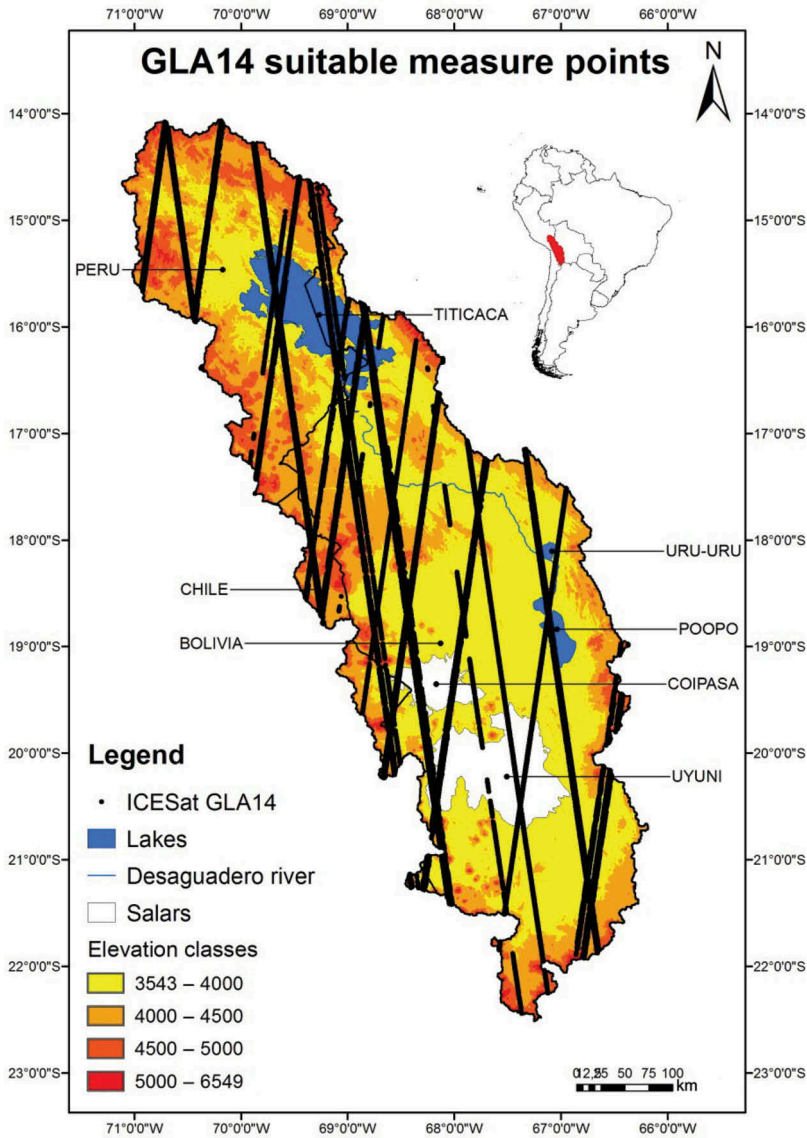 71°0'0"W 70°0'0"W 69°0'0"W 68°0'0"W 67°0'0"W 66°0'0"W
GLA14 suitable measure points
N
14°0'0"S 14°0'0"S
15°0'0"S 15°0'0"S
PERU
TITICACA
16°0'0"S 16°0'0"S
17°0'0"S 17°0'0"S
18°0'0"S 18°0'0"S
URU-URU
CHILE
POOPO
BOLIVIA
19°0'0"S 19°0'0"S
COIPASA
20°0'0"S 20°0'0"S
UYUNI
Legend
ICESat GLA14
Lakes
21°0'0"S 21°0'0"S
Desaguadero river
Salars
Elevation classes
22°0'0"S 22°0'0"S
3543 – 4000
4000 – 4500
4500 – 5000
23°0'0"S 23°0'0"S
5000 – 6549
0 12,5 25 50 75 100
km
71°0'0"W 70°0'0"W 69°0'0"W 68°0'0"W 67°0'0"W 66°0'0"W